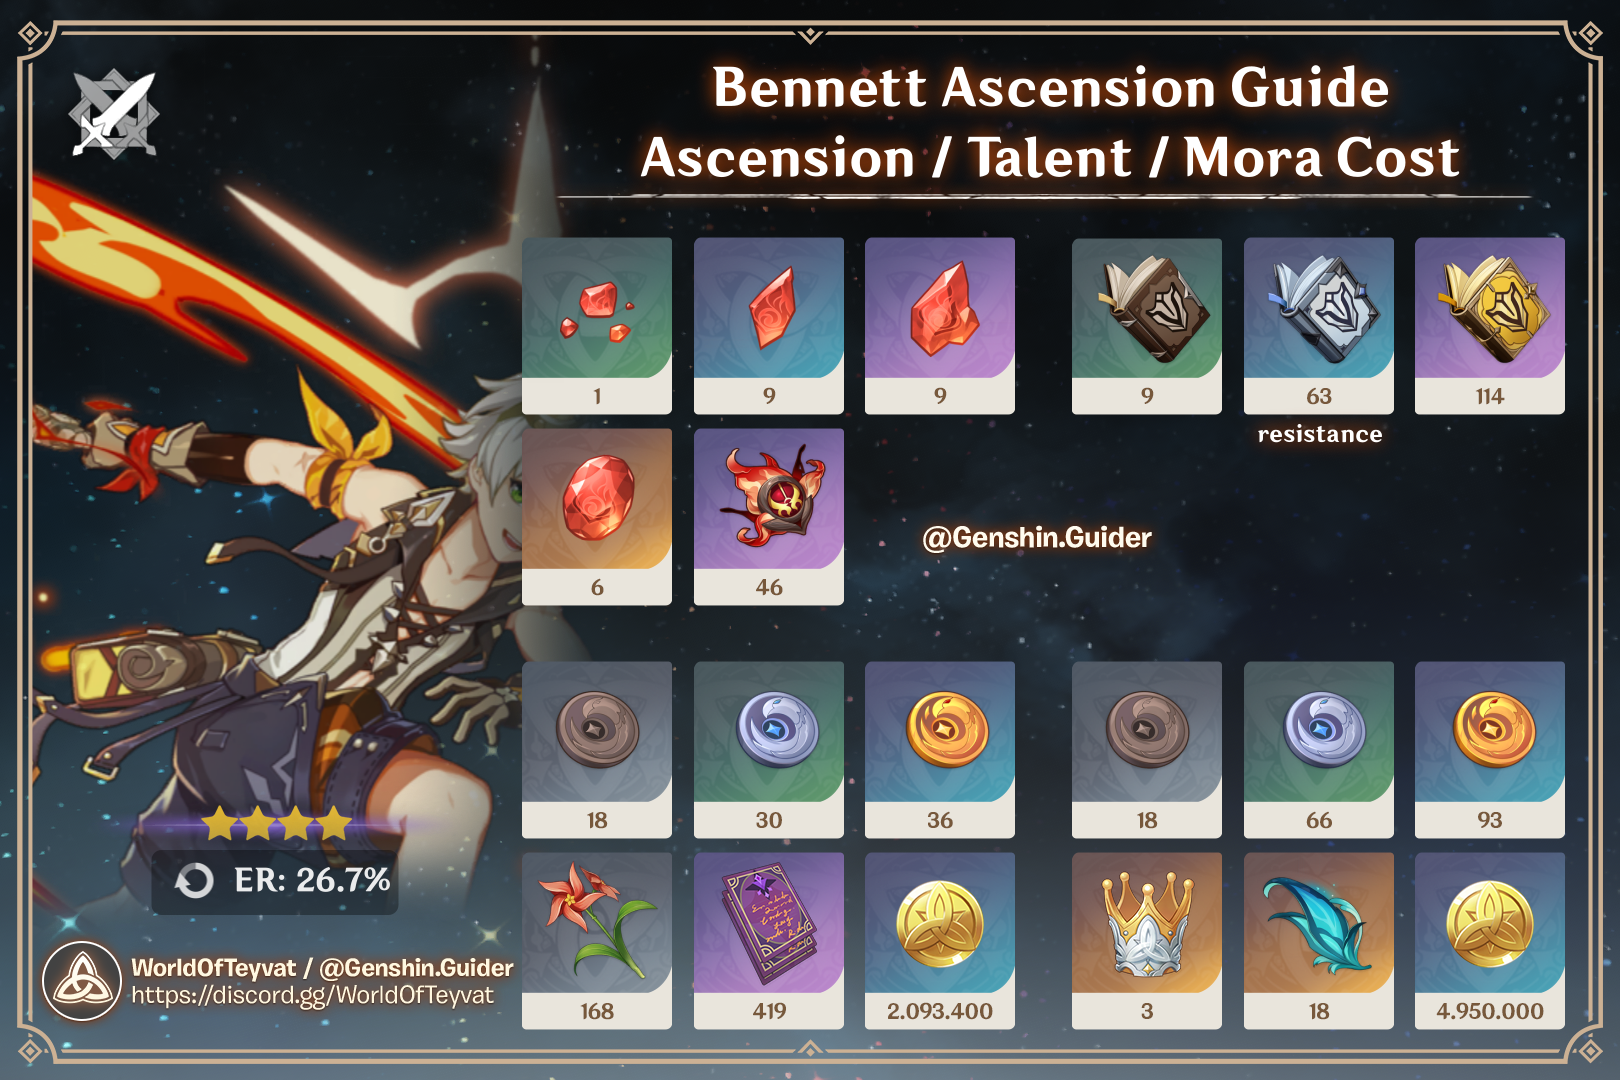 Bennett Ascension Guide
Ascension / Talent / Mora Cost
1
9
9
9
63
114
resistance
6
46
@Genshin.Guider
18
30
36
18
66
93
168
419
2.093.400
3
18
4.950.000
ER: 26.7%
WorldOfTeyvat / @Genshin.Guider
https://discord.gg/WorldOfTeyvat